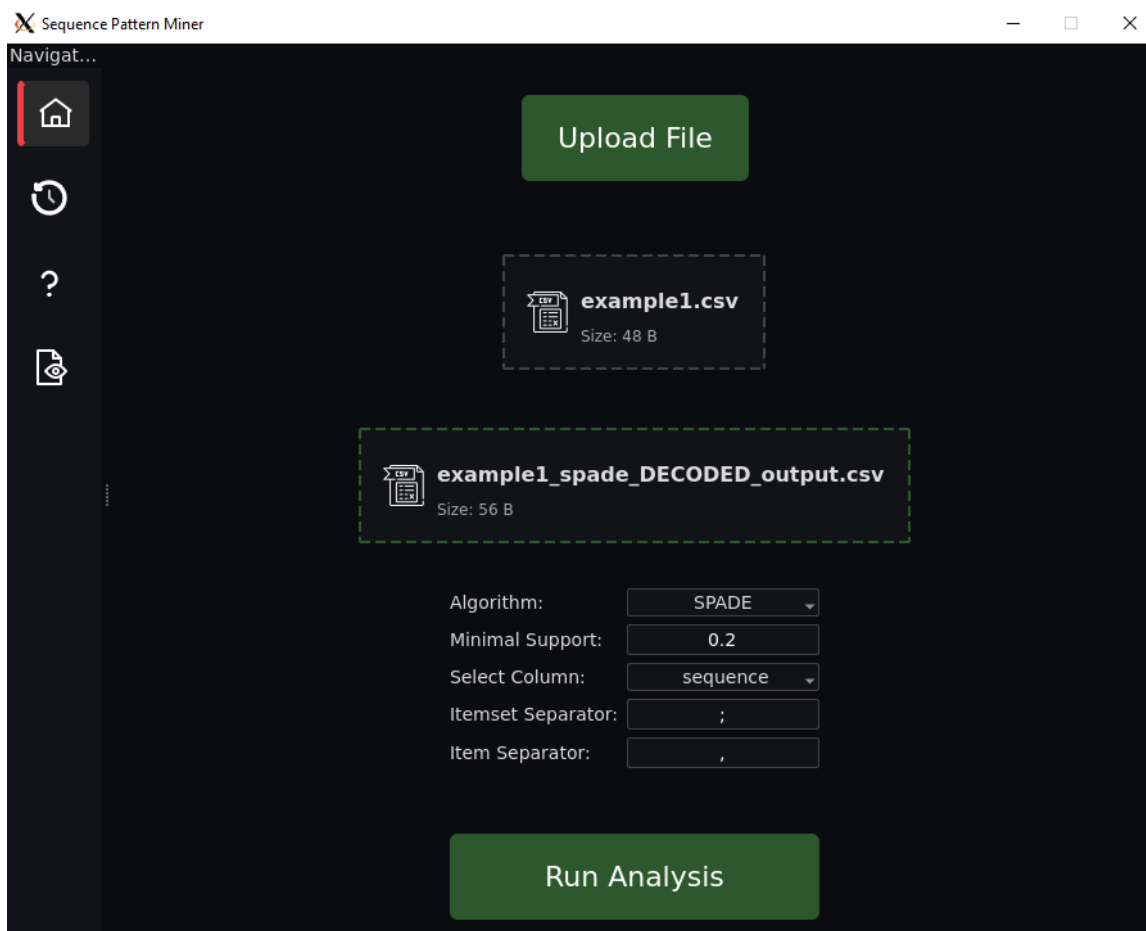 Sequence Pattern Miner
Navigat...
Upload File
CSV
example1.csv
Size: 48 B
CSV
example1_spade_DECODED_output.csv
Size: 56 B
Algorithm: SPADE
Minimal Support: 0.2
Select Column: sequence
Itemset Separator: ;
Item Separator: ,
Run Analysis